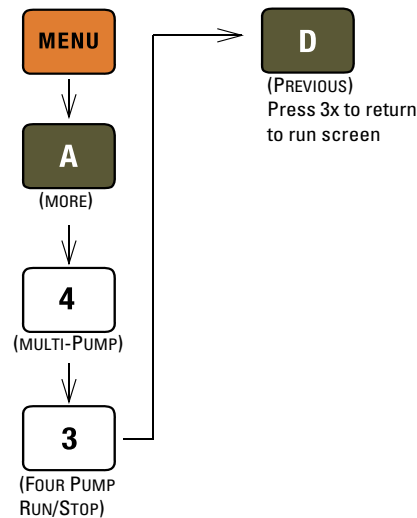 MENU
A
(MORE)
4
(MULTI-PUMP)
3
(FOUR PUMP
RUN/STOP)
D
(PREVIOUS)
Press 3x to return
to run screen